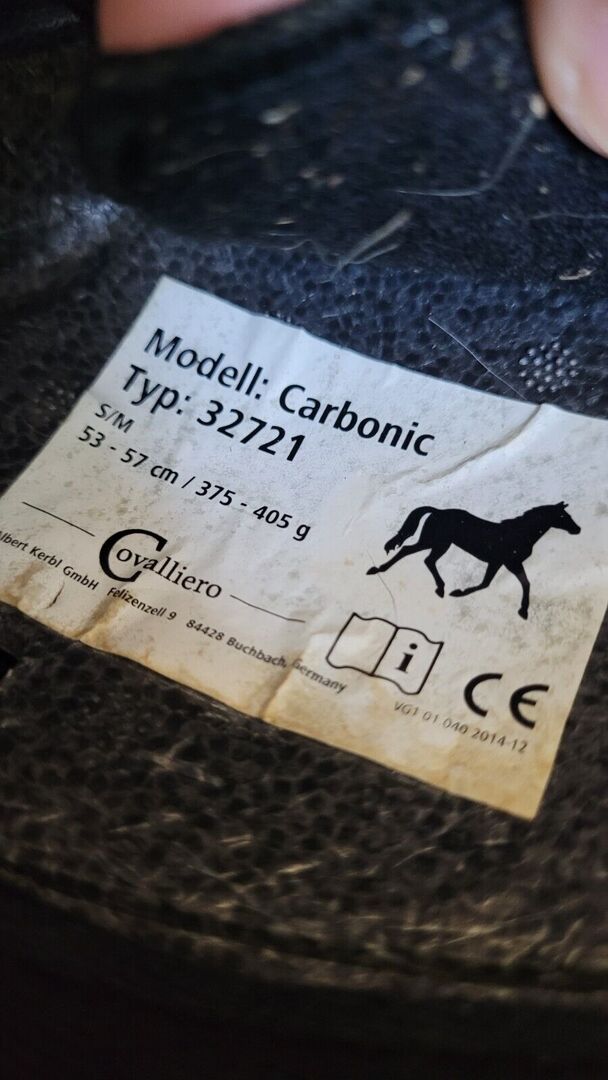 Modell: Carbonic
Typ: 32721
S/M
53 - 57 cm / 375 - 405 g
Covalliero
lbert Kerbl GmbH Felizenzell 9 84428 Buchbach, Germany
i
CE
VG1 01.040 2014-12